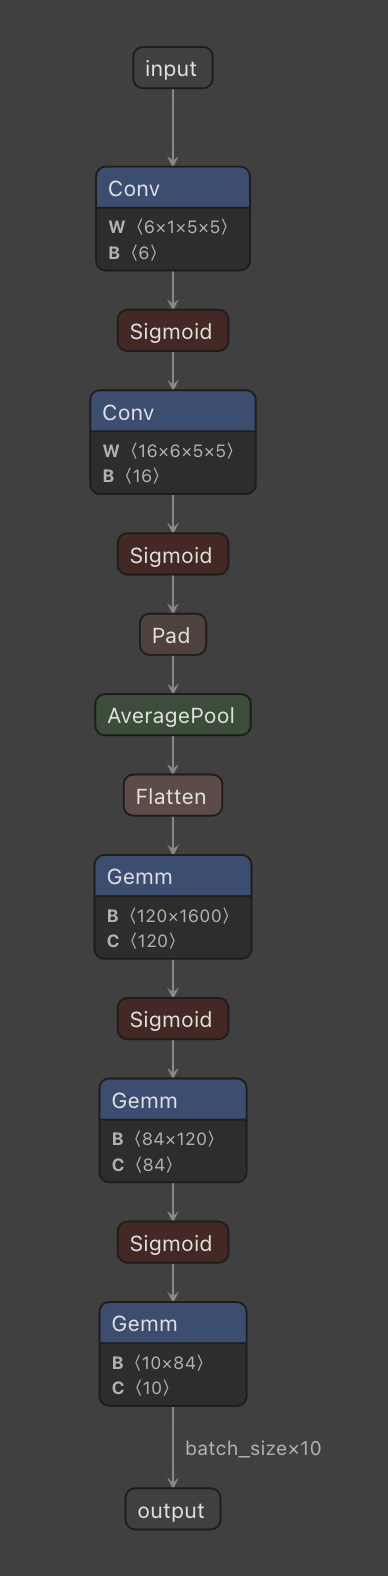 input
Conv
W ⟨6×1×5×5⟩
B ⟨6⟩
Sigmoid
Conv
W ⟨16×6×5×5⟩
B ⟨16⟩
Sigmoid
Pad
AveragePool
Flatten
Gemm
B ⟨120×1600⟩
C ⟨120⟩
Sigmoid
Gemm
B ⟨84×120⟩
C ⟨84⟩
Sigmoid
Gemm
B ⟨10×84⟩
C ⟨10⟩
batch_size×10
output